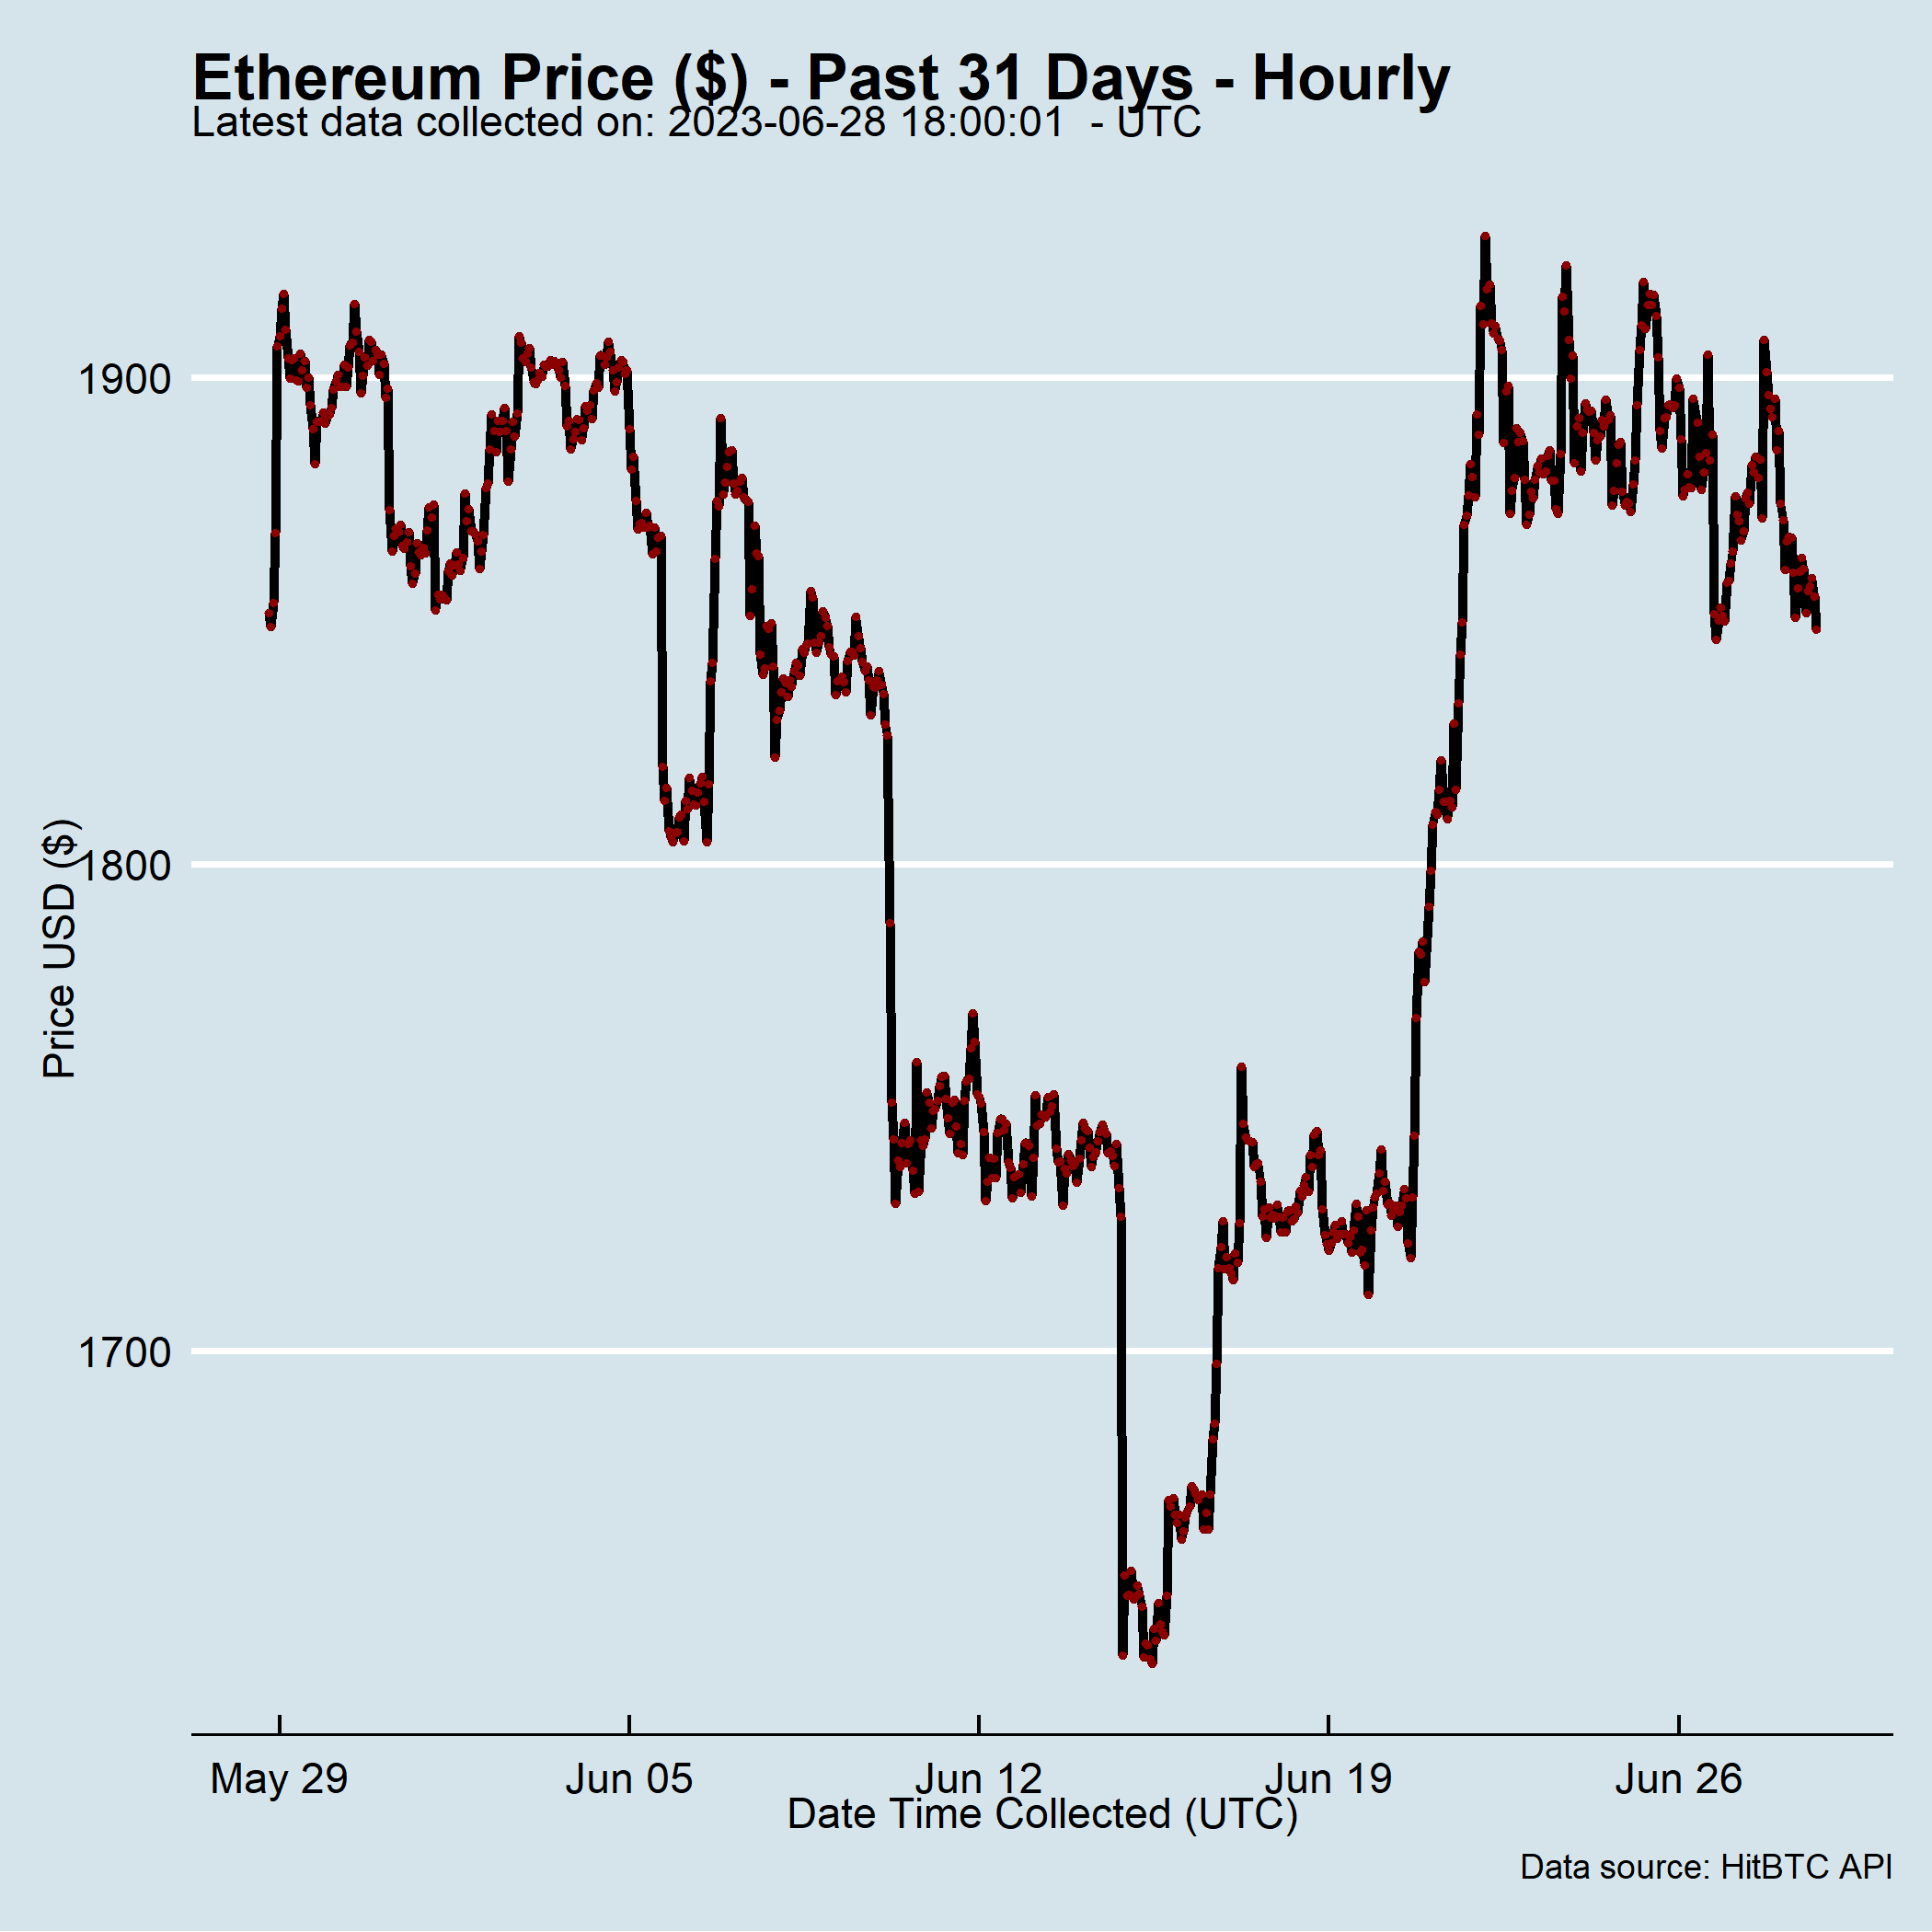 Ethereum Price ($) - Past 31 Days - Hourly
Latest data collected on: 2023-06-28 18:00:01  - UTC
1900
1800
1700
Price USD ($)
May 29
Jun 05
Jun 12
Jun 19
Jun 26
Date Time Collected (UTC)
Data source: HitBTC API